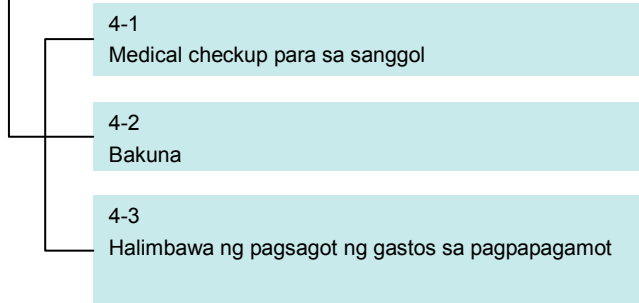 4-1
Medical checkup para sa sanggol
4-2
Bakuna
4-3
Halimbawa ng pagsagot ng gastos sa pagpapagamot